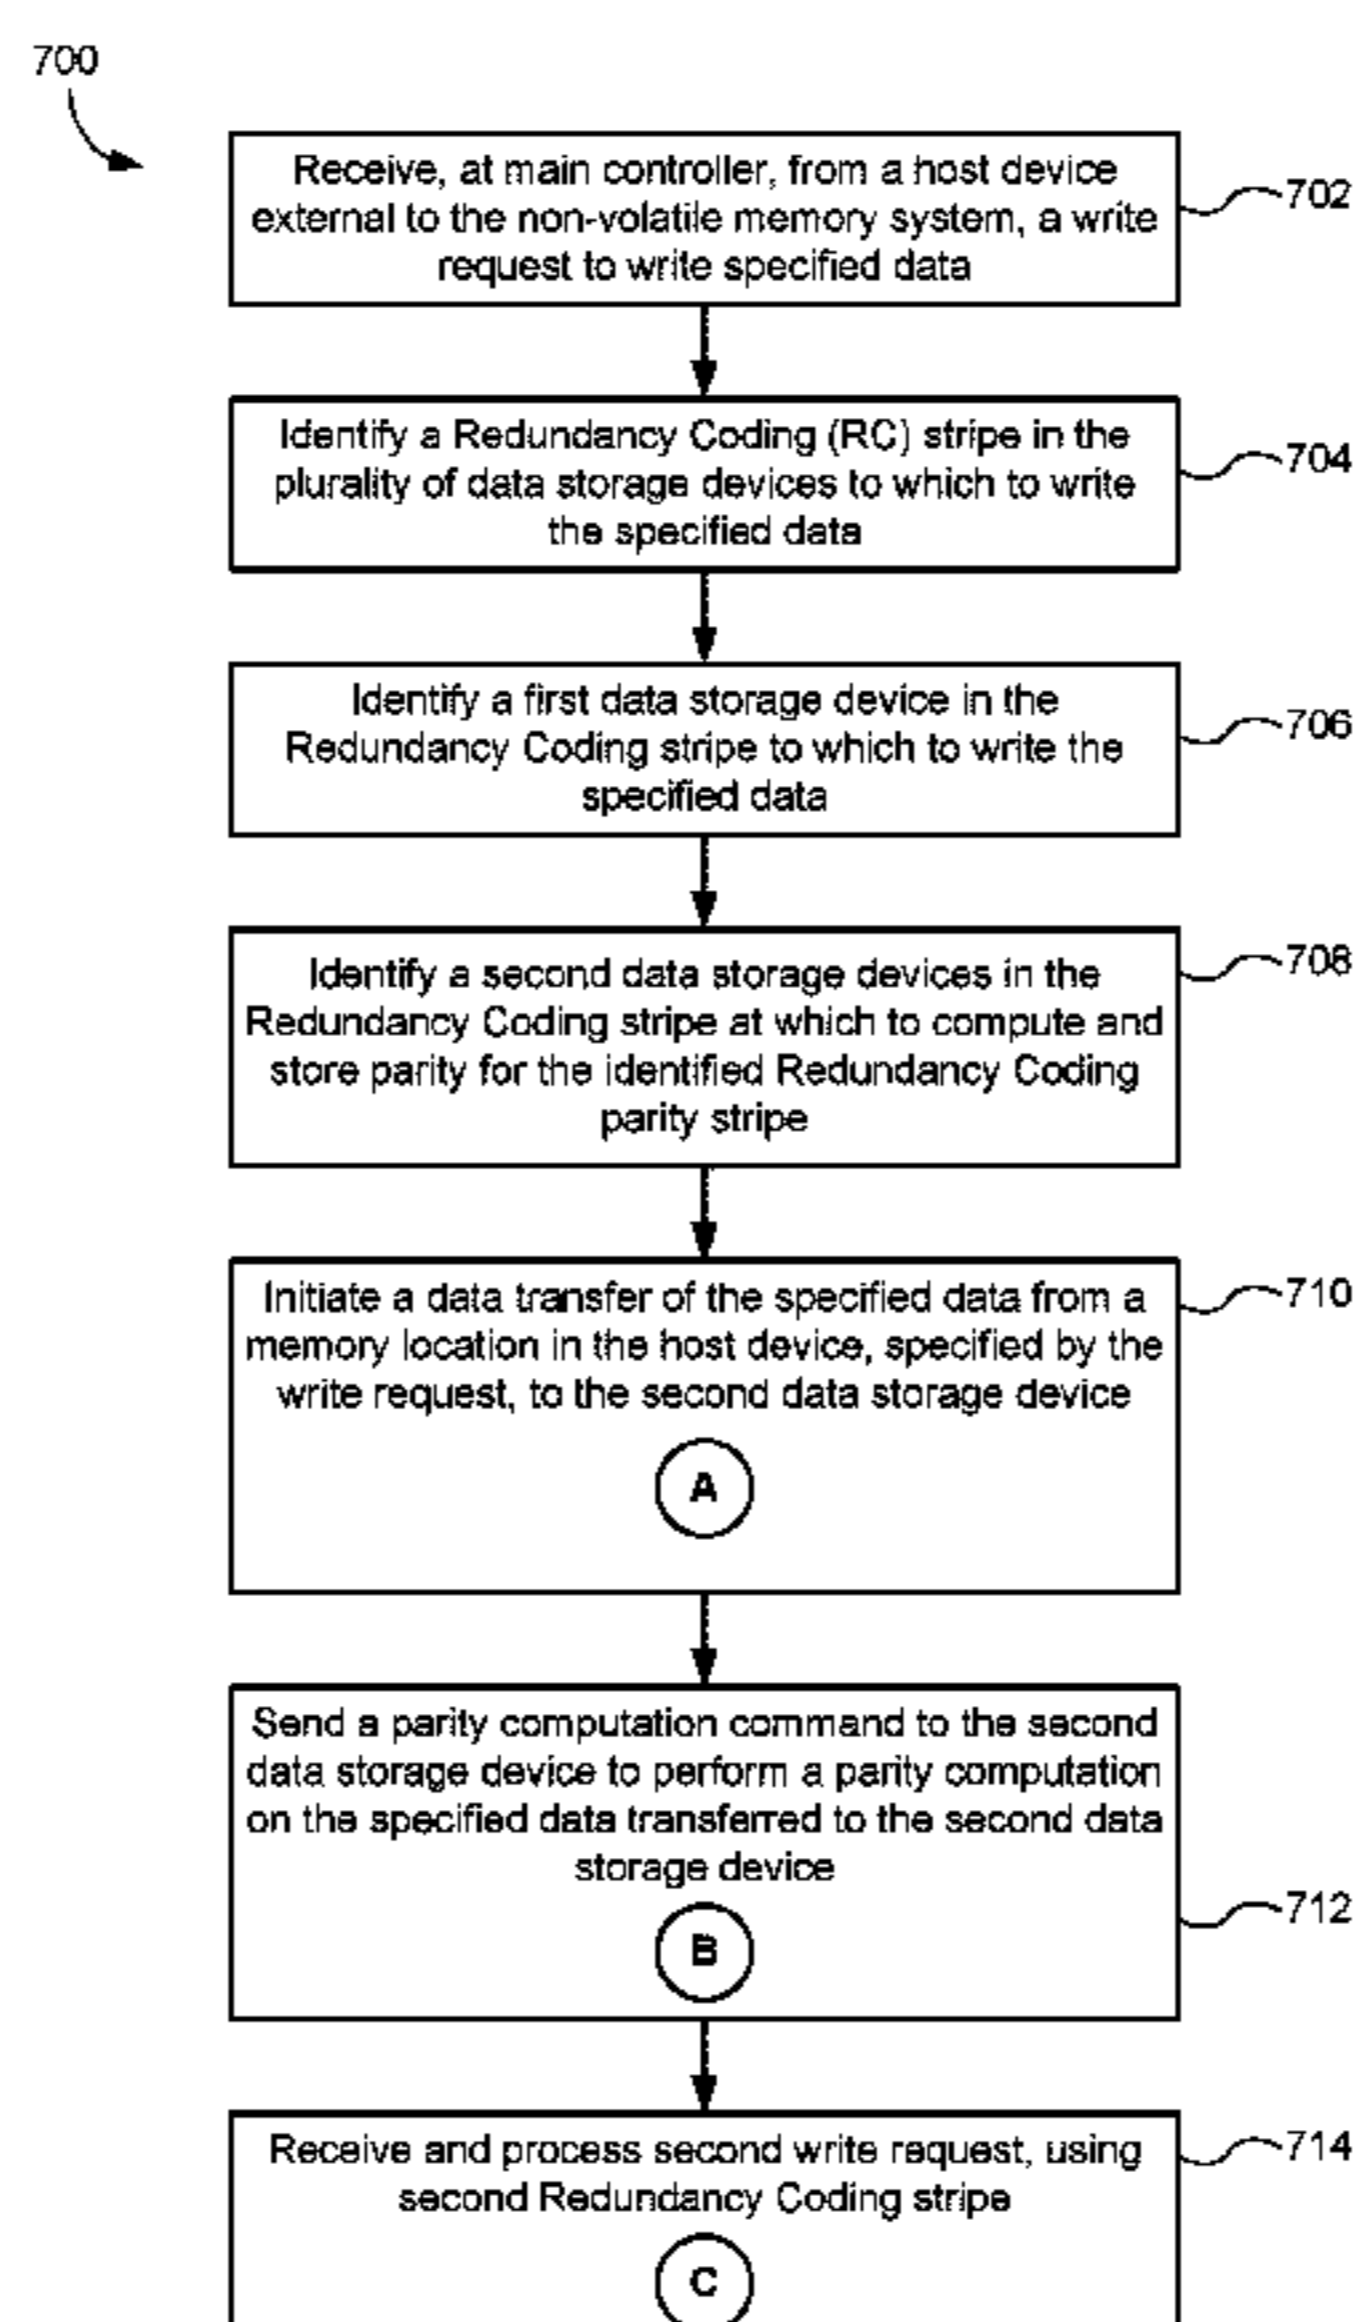 700
Receive, at main controller, from a host device
external to the non-volatile memory system, a write
request to write specified data
702
Identify a Redundancy Coding (RC) stripe in the
plurality of data storage devices to which to write
the specified data
704
Identify a first data storage device in the
Redundancy Coding stripe to which to write the
specified data
706
Identify a second data storage devices in the
Redundancy Coding stripe at which to compute and
store parity for the identified Redundancy Coding
parity stripe
708
Initiate a data transfer of the specified data from a
memory location in the host device, specified by the
write request, to the second data storage device
A
710
Send a parity computation command to the second
data storage device to perform a parity computation
on the specified data transferred to the second data
storage device
B
712
Receive and process second write request, using
second Redundancy Coding stripe
C
714